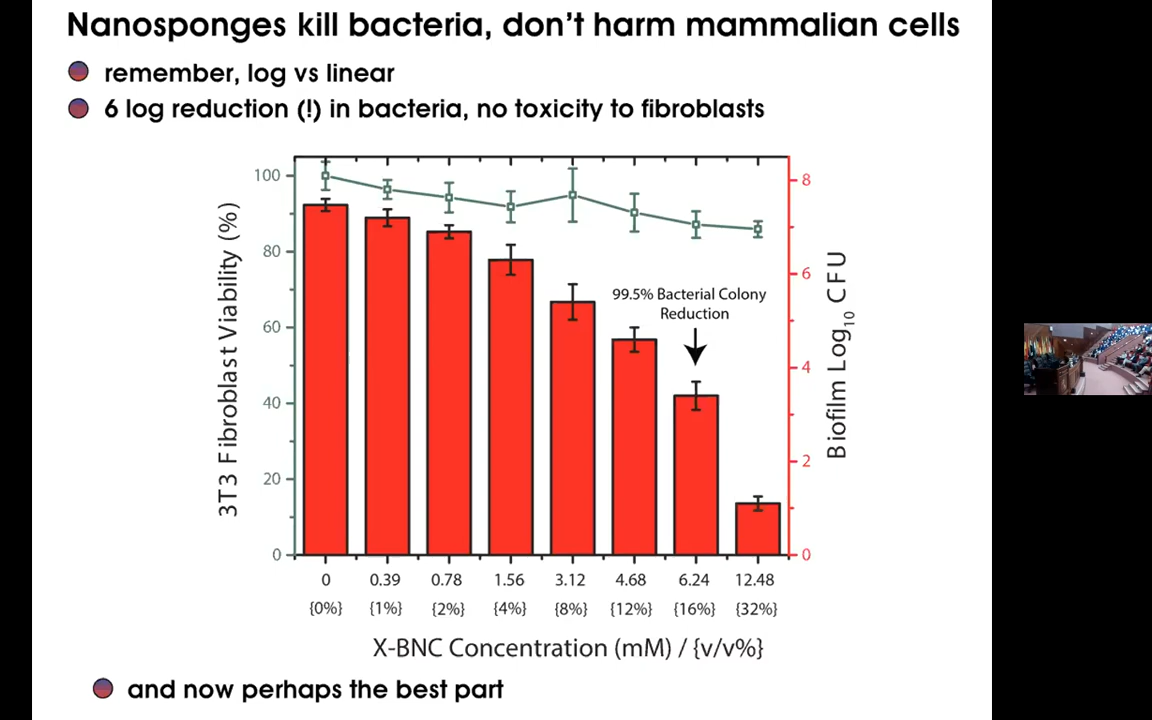 Nanosponges kill bacteria, don't harm mammalian cells
remember, log vs linear
6 log reduction (!) in bacteria, no toxicity to fibroblasts
3T3 Fibroblast Viability (%)
100
80
60
40
20
0
99.5% Bacterial Colony
Reduction
8
6
4
2
0
Biofilm Log10 CFU
0 0.39 0.78 1.56 3.12 4.68 6.24 12.48
{0%} {1%} {2%} {4%} {8%} {12%} {16%} {32%}
X-BNC Concentration (mM) / {v/v%}
and now perhaps the best part